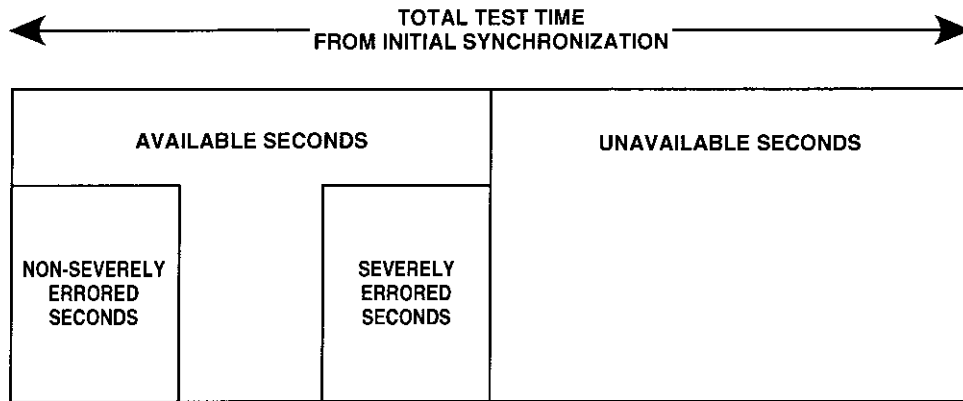 TOTAL TEST TIME
FROM INITIAL SYNCHRONIZATION
AVAILABLE SECONDS
UNAVAILABLE SECONDS
NON-SEVERELY
ERRORED
SECONDS
SEVERELY
ERRORED
SECONDS